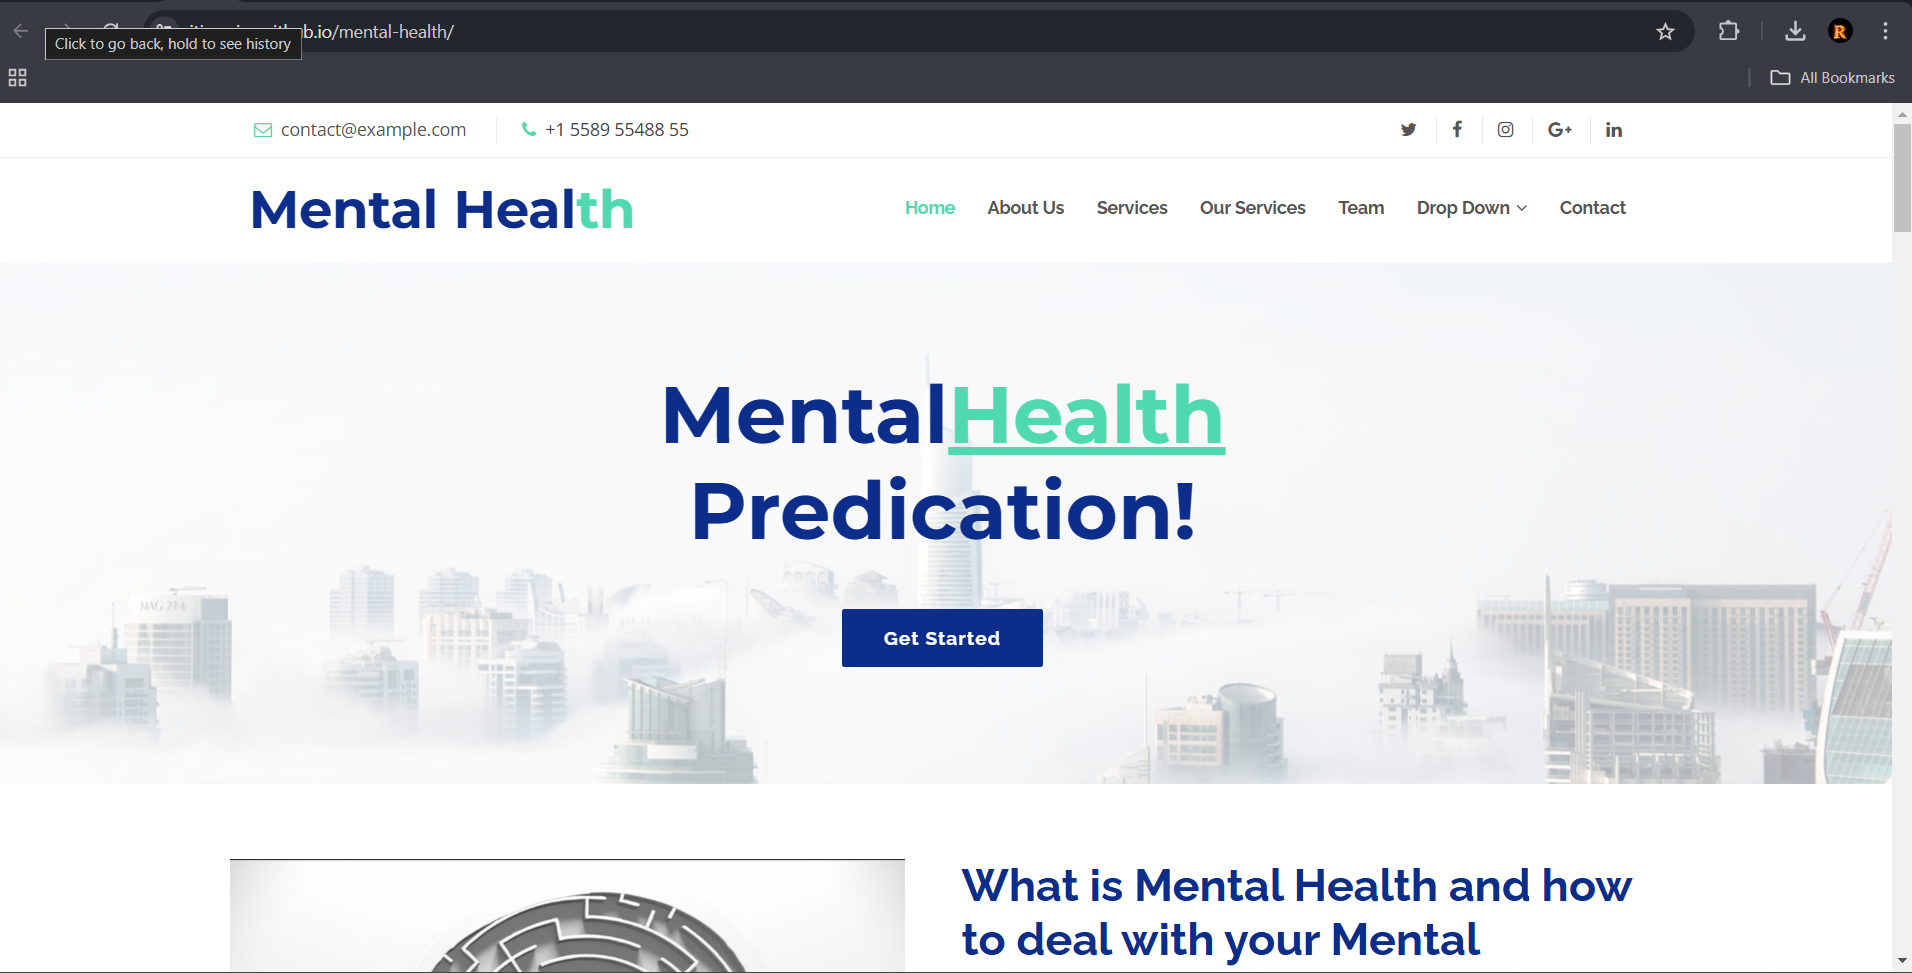 b.io/mental-health/
Click to go back, hold to see history
All Bookmarks
contact@example.com
+1 5589 55488 55
Mental Health
Home
About Us
Services
Our Services
Team
Drop Down
Contact
MentalHealth
Predication!
MAG 214
Get Started
What is Mental Health and how
to deal with your Mental